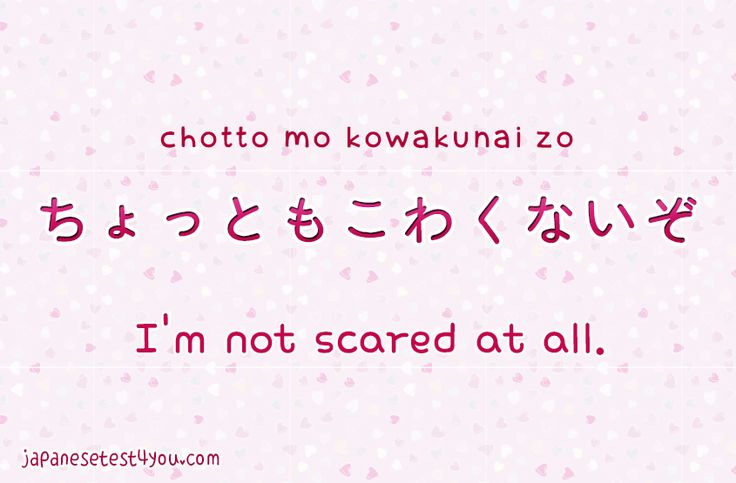 chotto mo kowakunai zo
ちょっともこわくないぞ
I'm not scared at all.
japanesetest4you.com